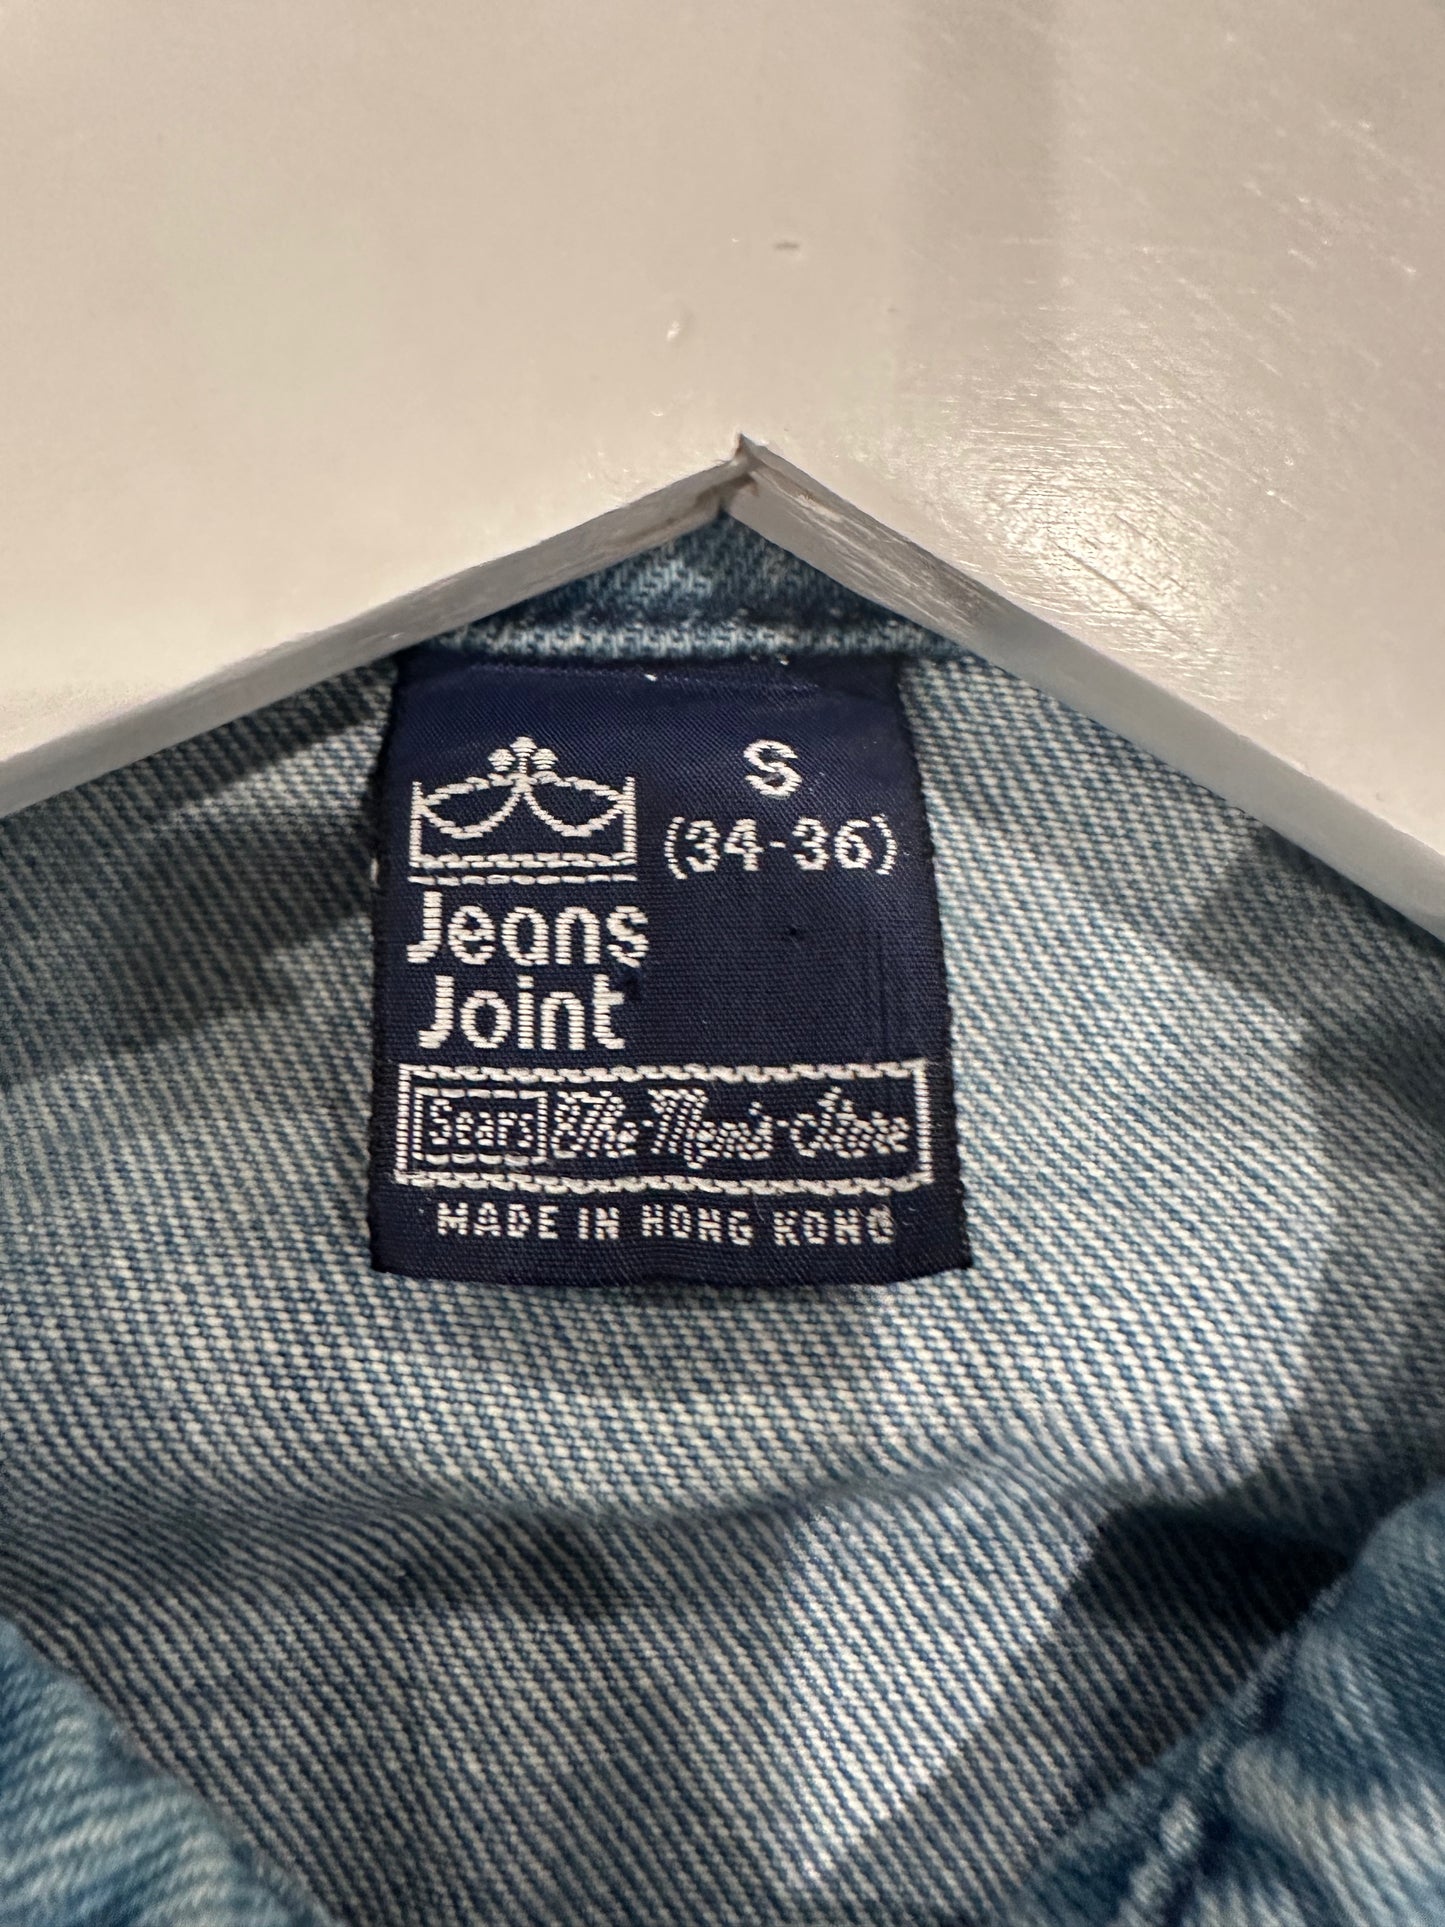 S
(34-36)
Jeans
Joint
Sears The Men's Store
MADE IN HONG KONG